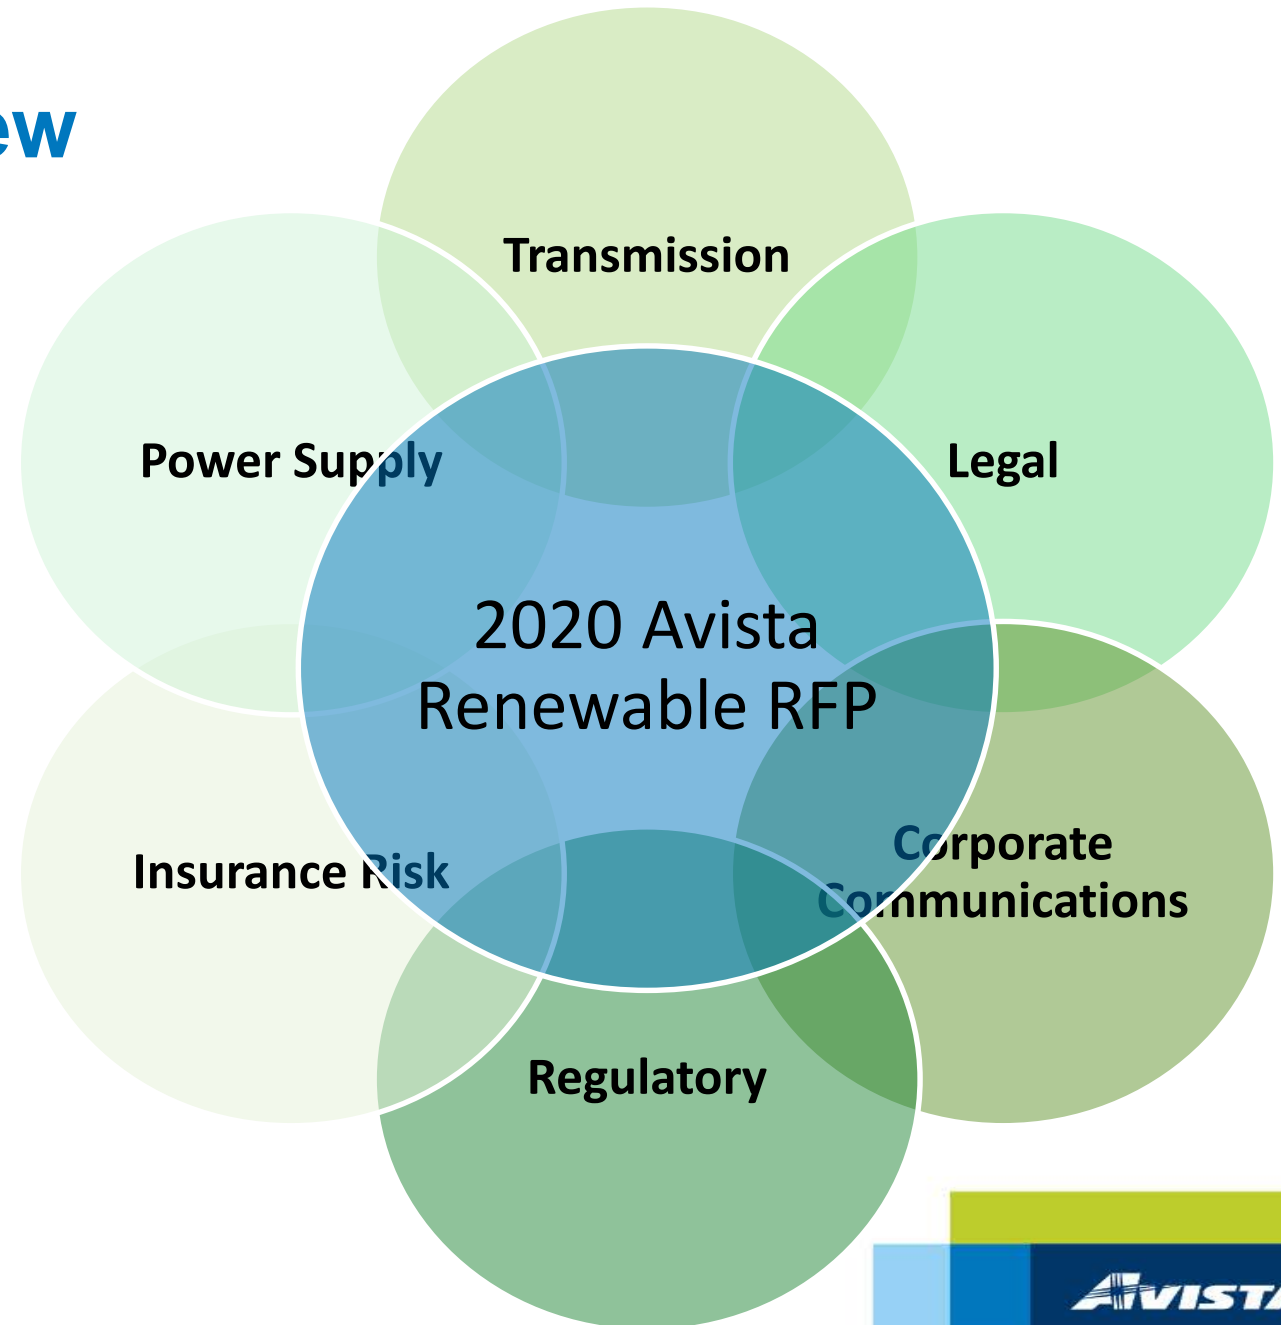 ew
Transmission
Power Supply
Legal
2020 Avista
Renewable RFP
Insurance Risk
Corporate
Communications
Regulatory
AVISTA